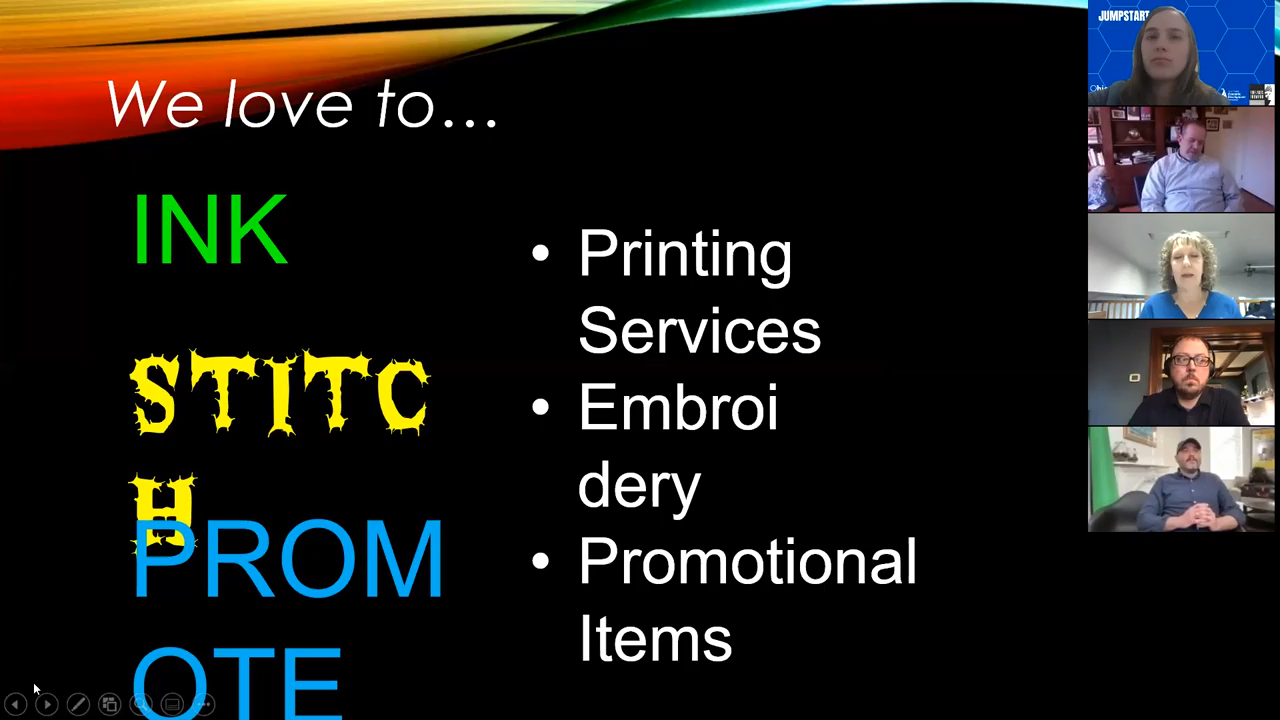 We love to…
INK
STITC
H
PROM
OTE
• Printing
Services
• Embroi
dery
• Promotional
Items
JUMPSTART